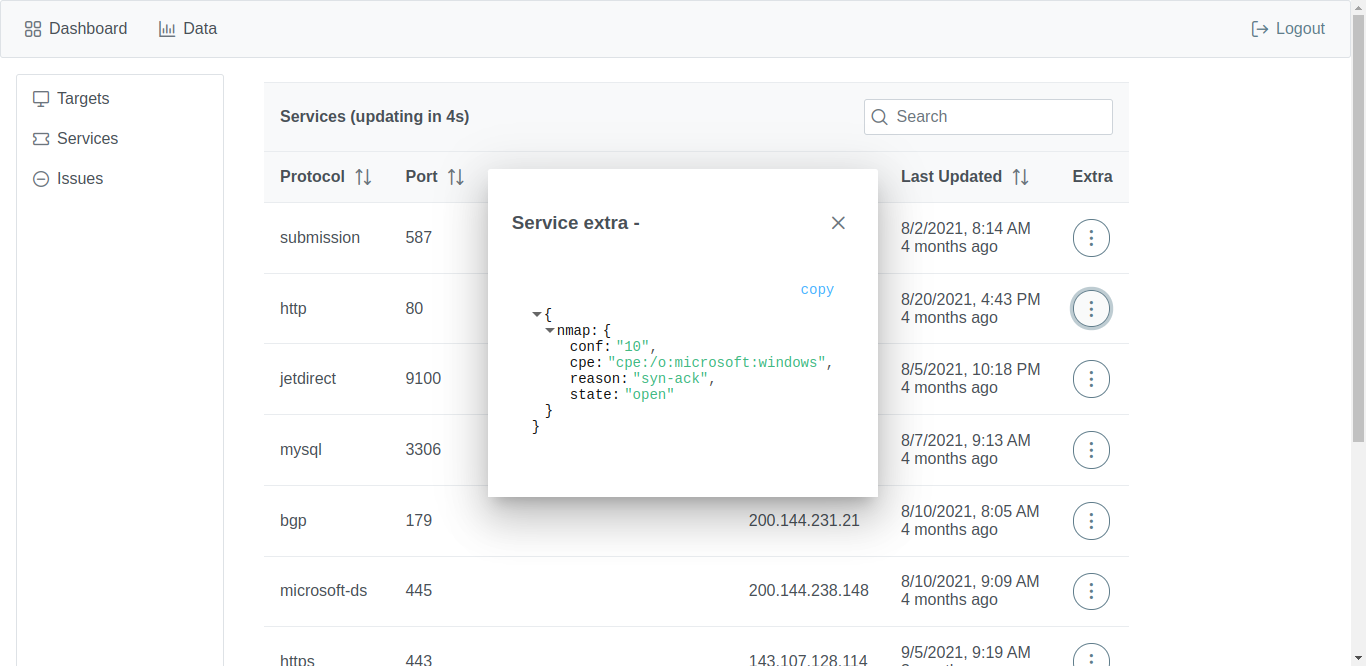 Dashboard Data Logout
Targets
Services
Issues
Services (updating in 4s) Search
Protocol Port Last Updated Extra
submission 587 8/2/2021, 8:14 AM
4 months ago
http 80 8/20/2021, 4:43 PM
4 months ago
jetdirect 9100 8/5/2021, 10:18 PM
4 months ago
mysql 3306 8/7/2021, 9:13 AM
4 months ago
bgp 179 200.144.231.21 8/10/2021, 8:05 AM
4 months ago
microsoft-ds 445 200.144.238.148 8/10/2021, 9:09 AM
4 months ago
https 443 143.107.128.114 9/5/2021, 9:19 AM
Service extra -
copy
{
nmap: {
conf: "10",
cpe: "cpe:/o:microsoft:windows",
reason: "syn-ack",
state: "open"
}
}